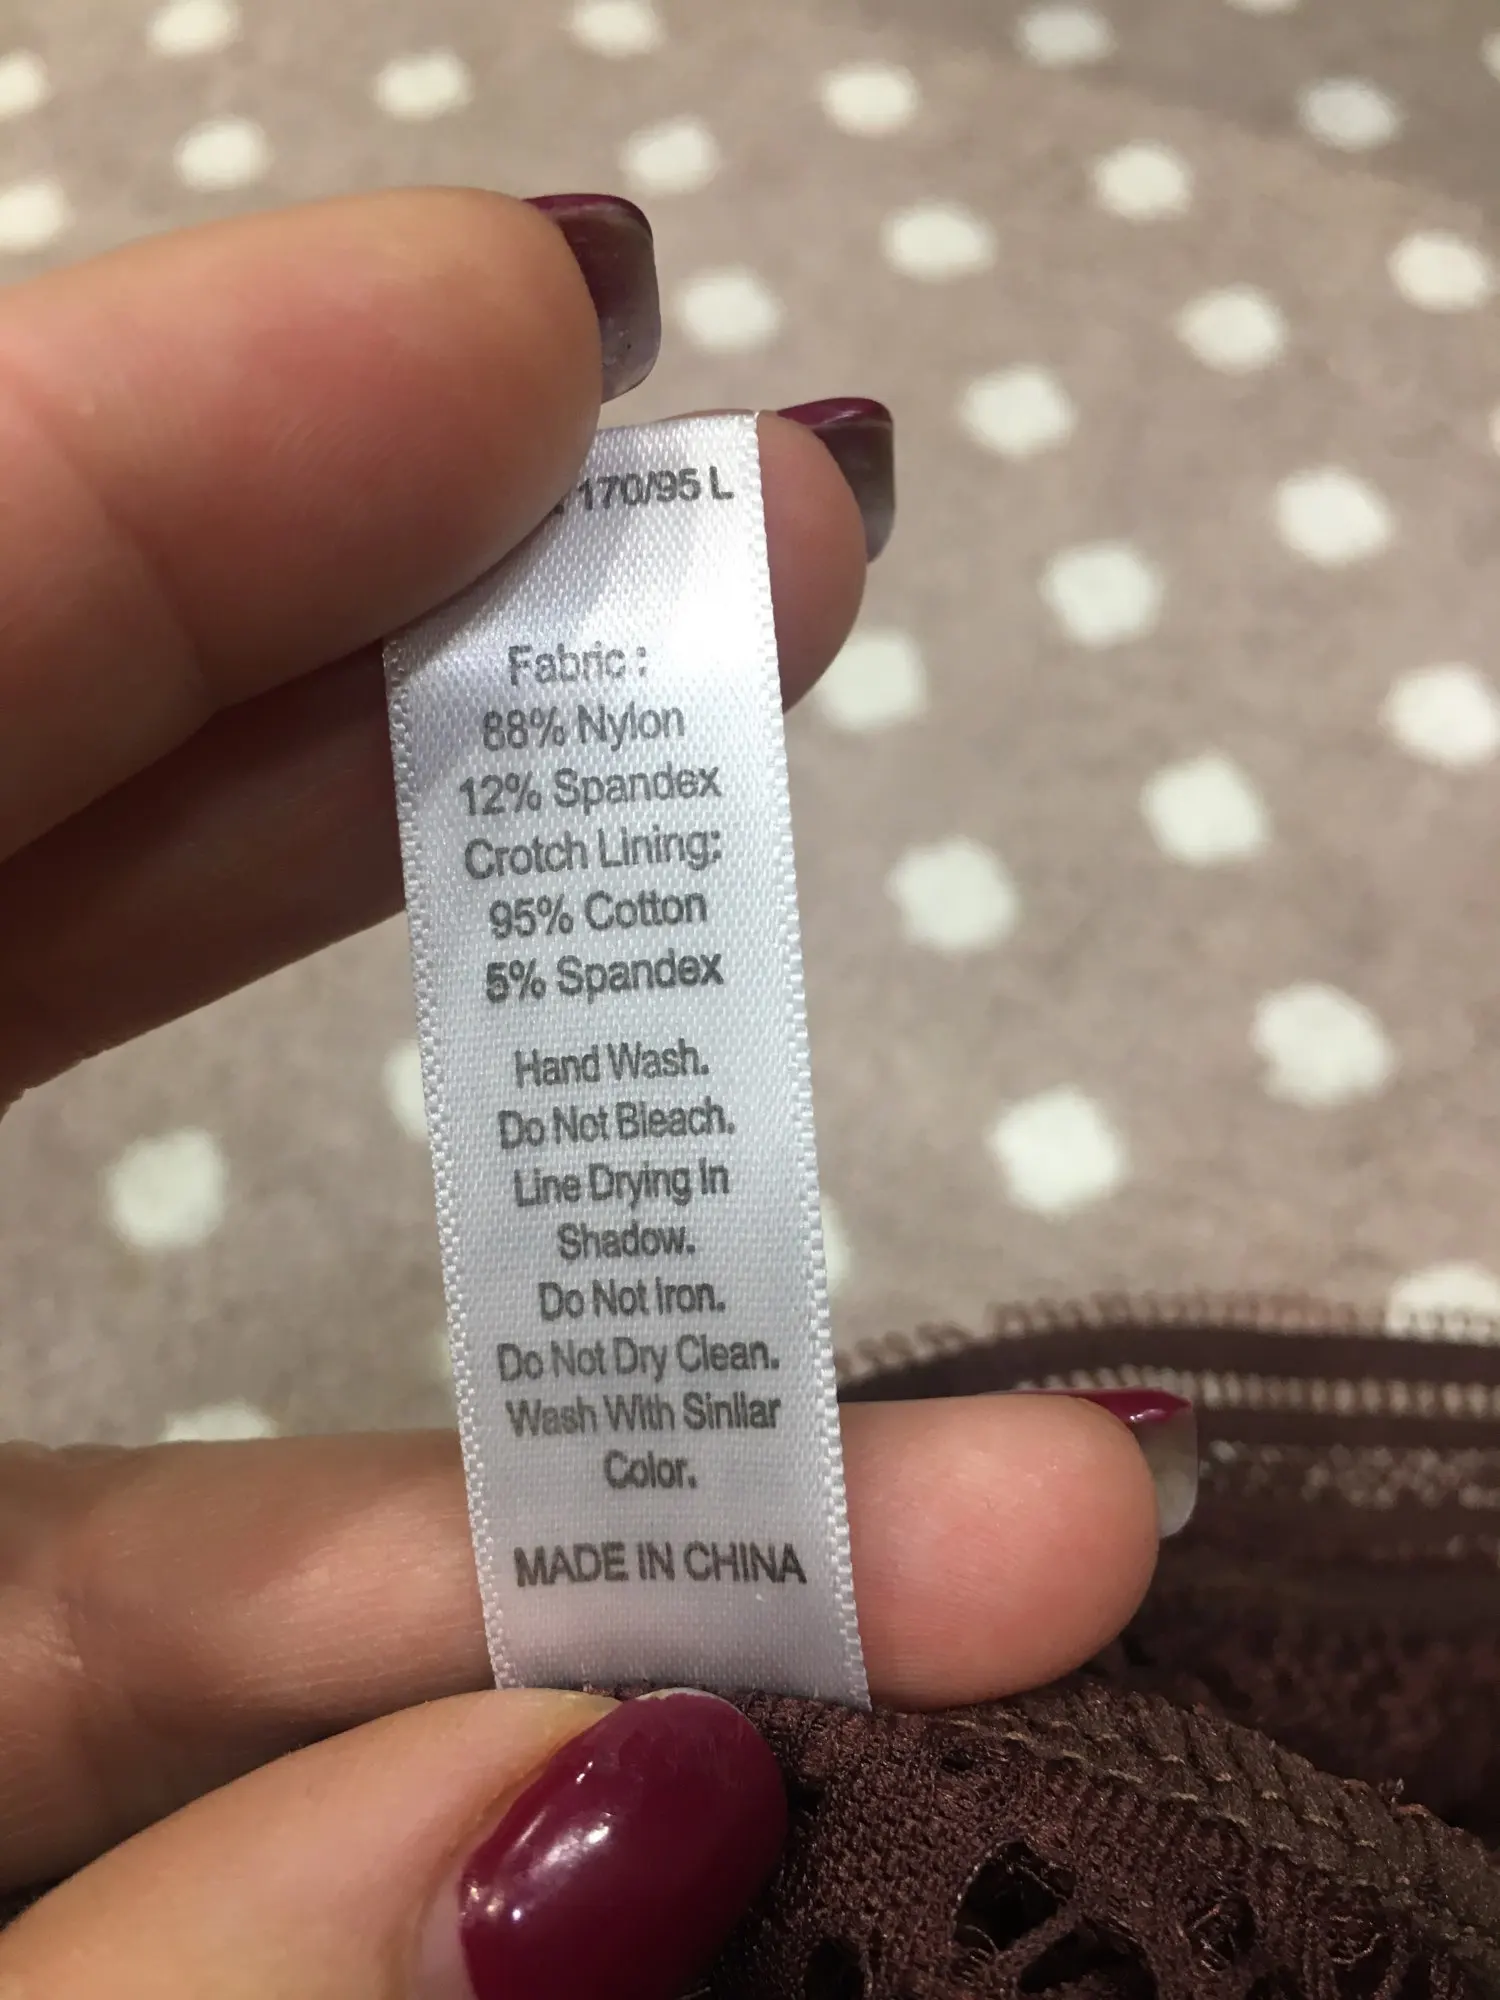 /170/95 L
Fabric :
88% Nylon
12% Spandex
Crotch Lining:
95% Cotton
5% Spandex
Hand Wash.
Do Not Bleach.
Line Drying In
Shadow.
Do Not Iron.
Do Not Dry Clean.
Wash With Sinliar
Color.
MADE IN CHINA